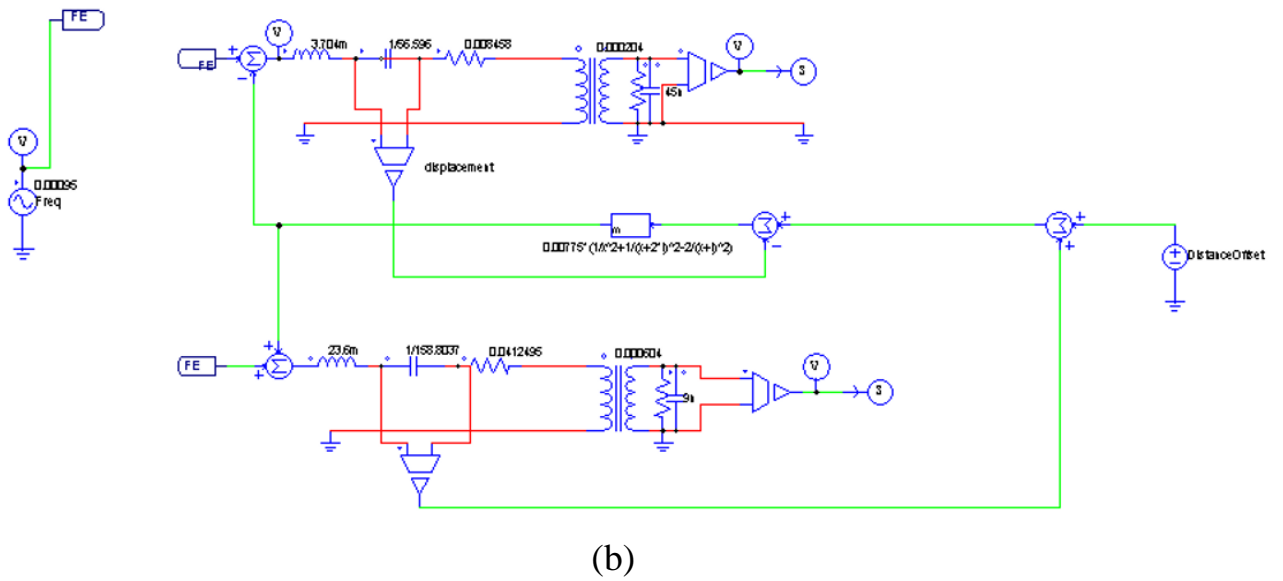 FE
V
V
3.704m
1/56.596
0.008458
0.000204
FE
Σ
S
45n
V
displacement
0.00095
Freq
m
Σ
Σ
0.00775*(1/x^2+1/(x+2*l)^2-2/(x+l)^2)
DistanceOffset
23.6m
1/158.8037
0.0412495
0.000604
V
FE
Σ
S
9n
(b)